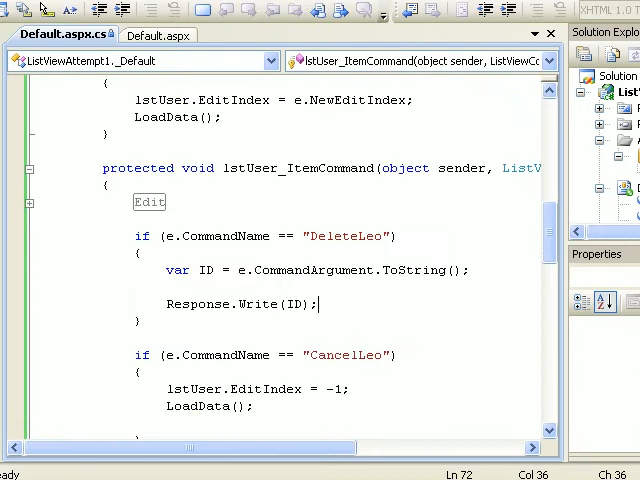 XHTML 1.0 T
Default.aspx.cs
Default.aspx
Solution Explo
ListViewAttempt1._Default
lstUser_ItemCommand(object sender, ListViewCo
Solution
List
{
lstUser.EditIndex = e.NewEditIndex;
LoadData();
}
protected void lstUser_ItemCommand(object sender, ListV
{
Edit
if (e.CommandName == "DeleteLeo")
{
var ID = e.CommandArgument.ToString();
Response.Write(ID);
}
if (e.CommandName == "CancelLeo")
{
lstUser.EditIndex = -1;
LoadData();
Properties
eady
Ln 72
Col 36
Ch 36